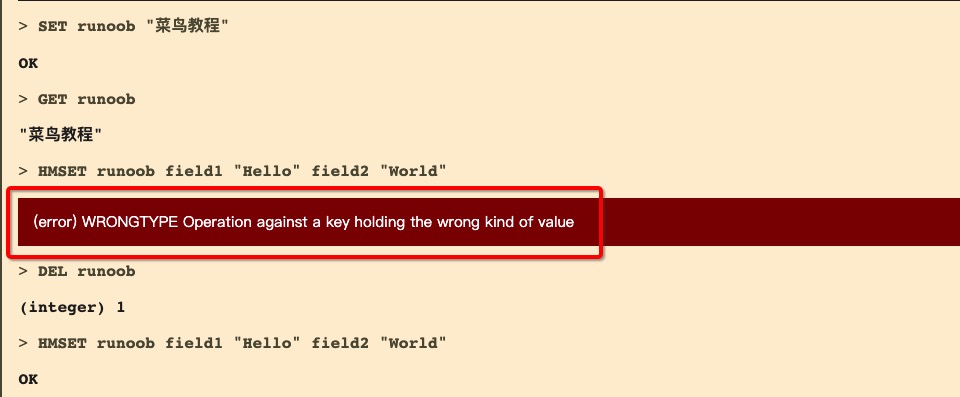 > SET runoob "菜鸟教程"
OK
> GET runoob
"菜鸟教程"
> HMSET runoob field1 "Hello" field2 "World"
(error) WRONGTYPE Operation against a key holding the wrong kind of value
> DEL runoob
(integer) 1
> HMSET runoob field1 "Hello" field2 "World"
OK